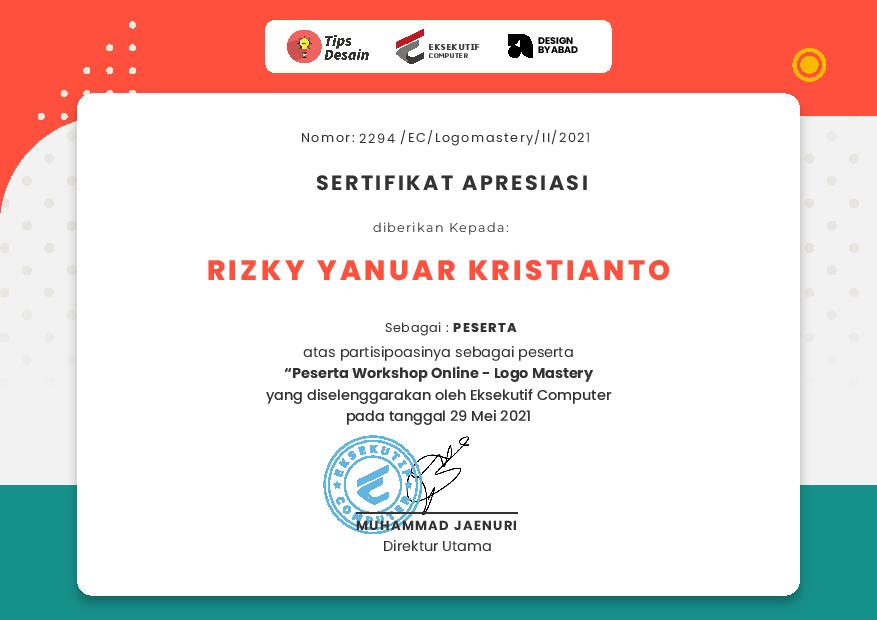 Tips
Desain
EKSEKUTIF
COMPUTER
DESIGN
BYABAD
Nomor: 2294 /EC/Logomastery/II/2021
SERTIFIKAT APRESIASI
diberikan Kepada:
RIZKY YANUAR KRISTIANTO
Sebagai : PESERTA
atas partisipoasinya sebagai peserta
“Peserta Workshop Online - Logo Mastery
yang diselenggarakan oleh Eksekutif Computer
pada tanggal 29 Mei 2021
EKSEKUTIF
COMPUTER
MUHAMMAD JAENURI
Direktur Utama